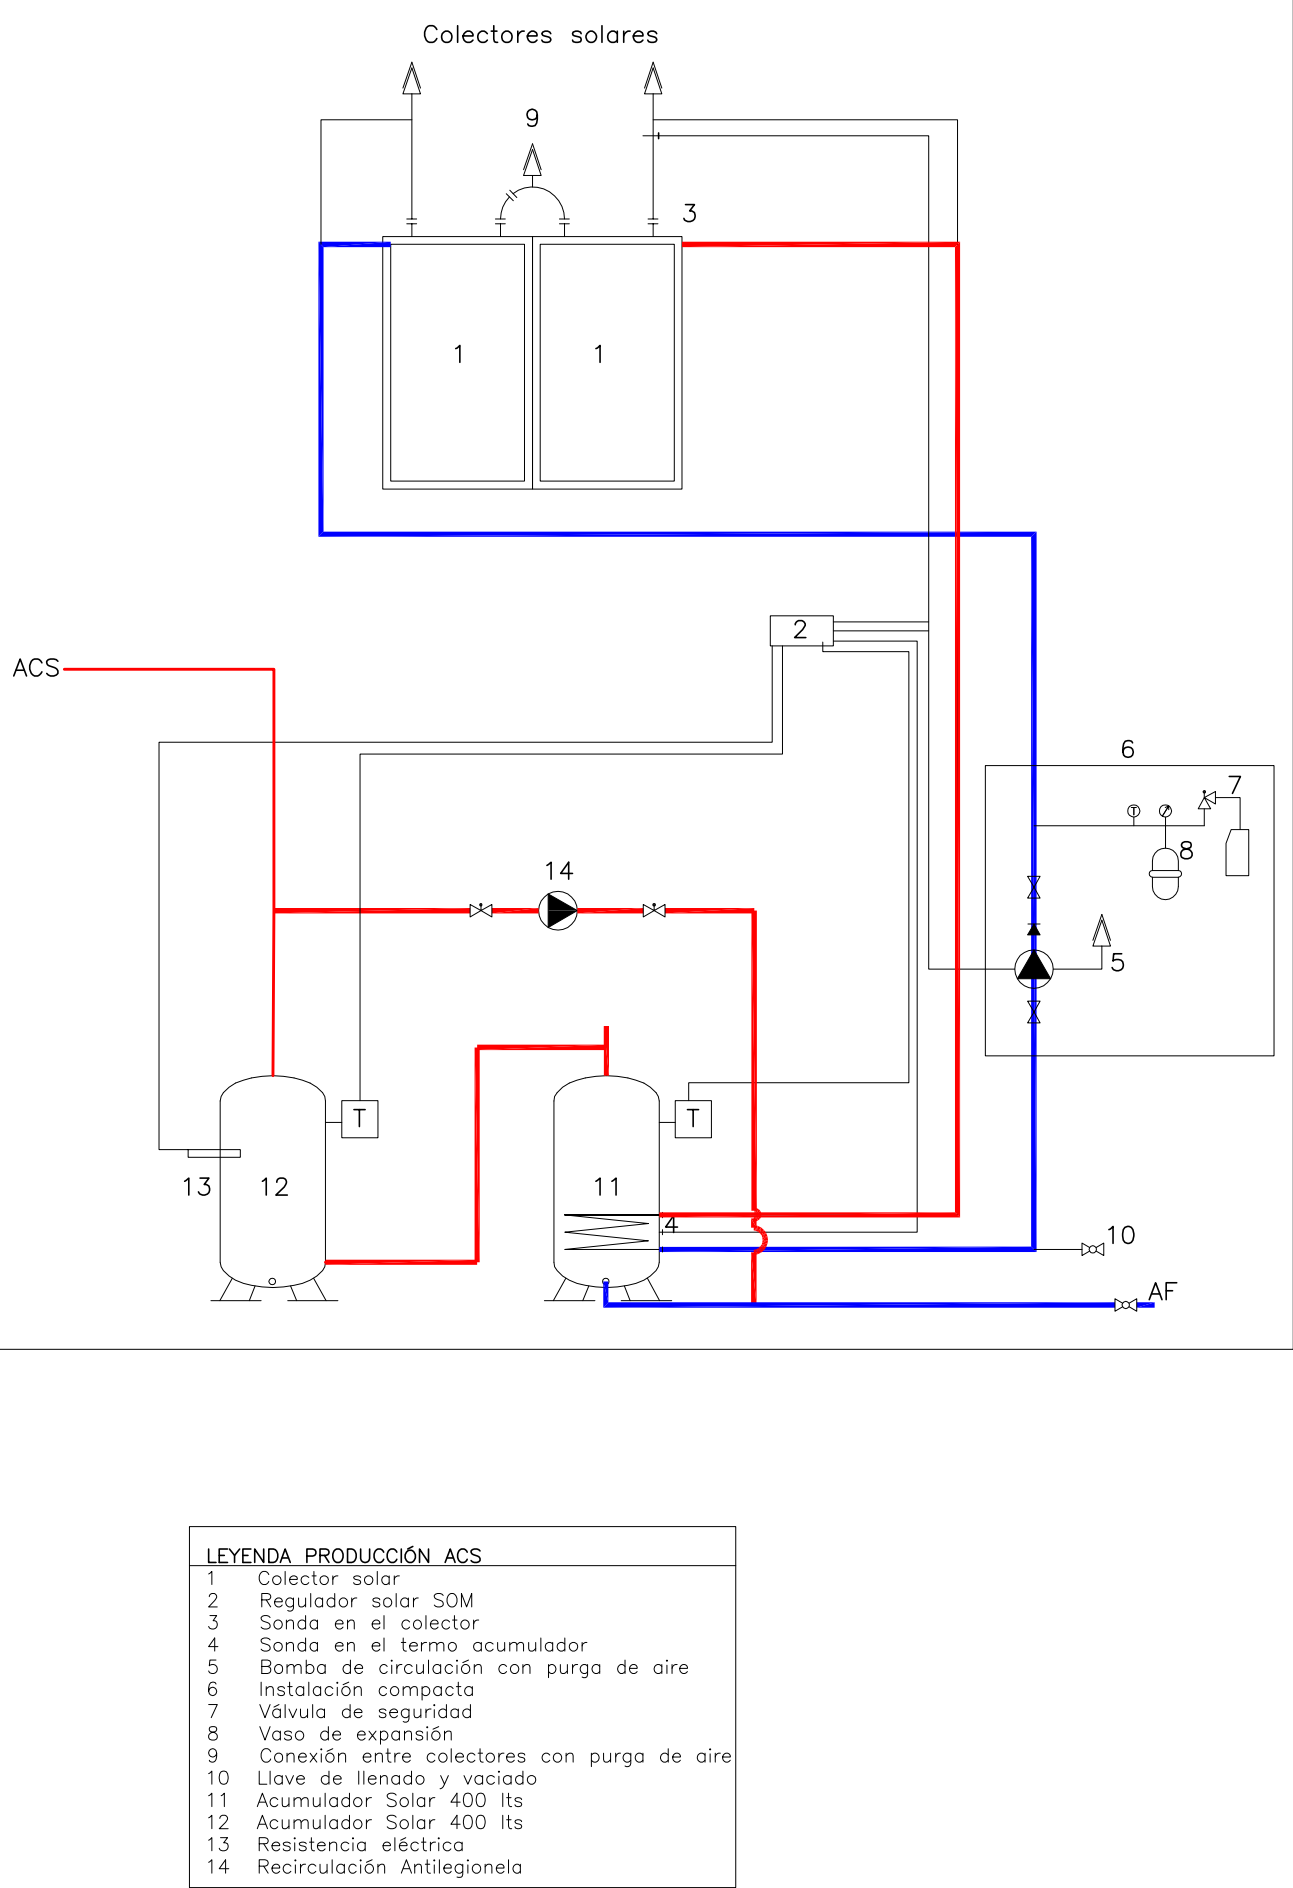 Colectores solares
9
3
1 1
2
ACS
6
7
T
8
14
5
T T
13 12 11
4
10
AF
LEYENDA PRODUCCIÓN ACS
1 Colector solar
2 Regulador solar SOM
3 Sonda en el colector
4 Sonda en el termo acumulador
5 Bomba de circulación con purga de aire
6 Instalación compacta
7 Válvula de seguridad
8 Vaso de expansión
9 Conexión entre colectores con purga de aire
10 Llave de llenado y vaciado
11 Acumulador Solar 400 lts
12 Acumulador Solar 400 lts
13 Resistencia eléctrica
14 Recirculación Antilegionela